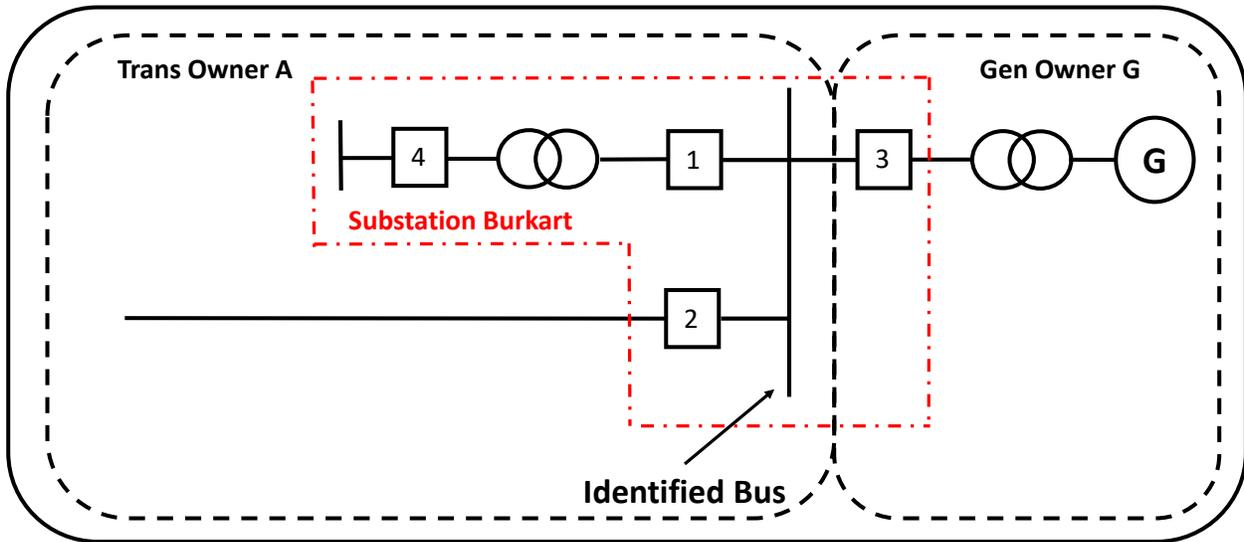 Trans Owner A
Gen Owner G
4
1
3
G
Substation Burkart
2
Identified Bus